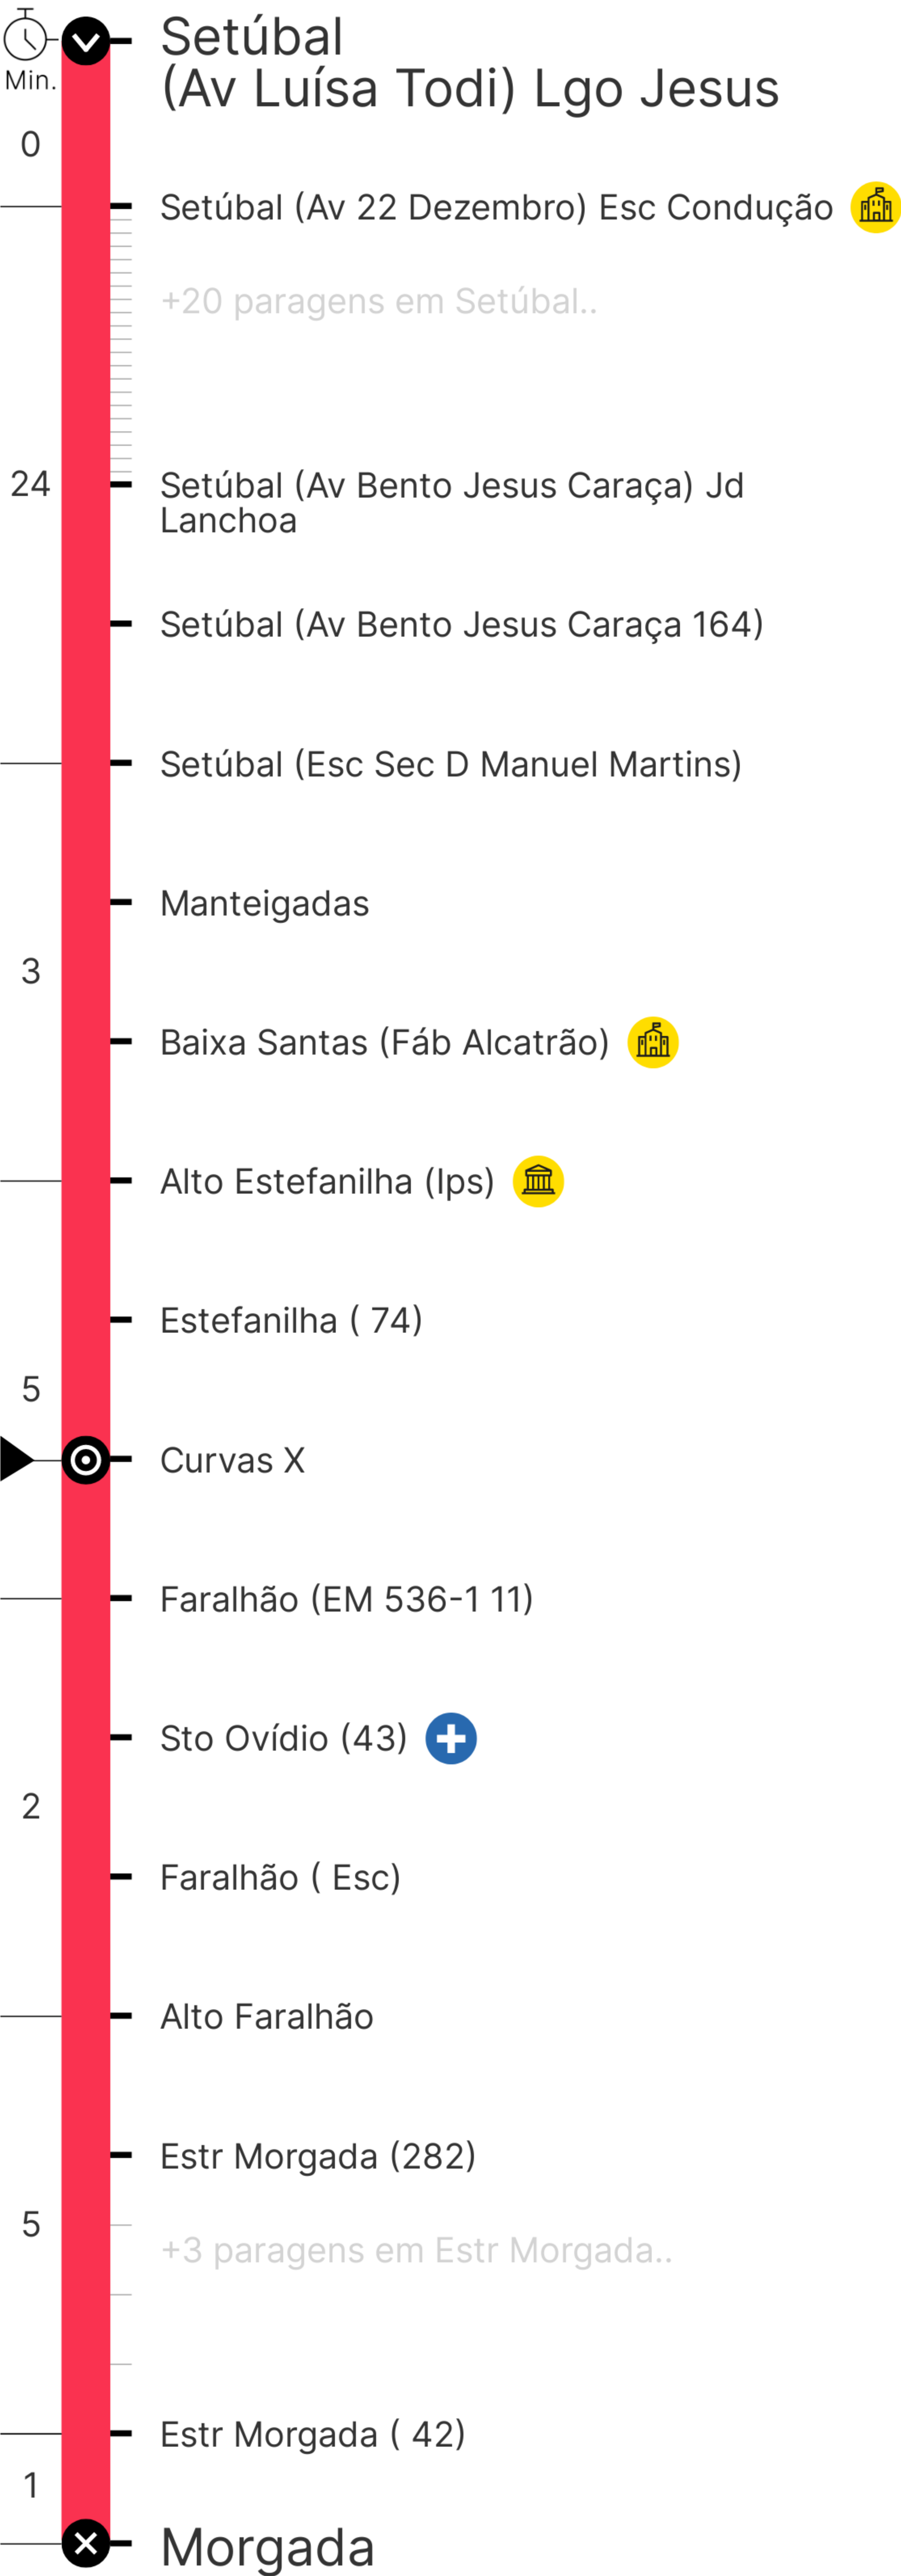 Setúbal
(Av Luísa Todi) Lgo Jesus
Min.
0
Setúbal (Av 22 Dezembro) Esc Condução
+20 paragens em Setúbal..
24
Setúbal (Av Bento Jesus Caraça) Jd
Lanchoa
Setúbal (Av Bento Jesus Caraça 164)
Setúbal (Esc Sec D Manuel Martins)
Manteigadas
3
Baixa Santas (Fáb Alcatrão)
Alto Estefanilha (Ips)
Estefanilha ( 74)
5
Curvas X
Faralhão (EM 536-1 11)
Sto Ovídio (43)
2
Faralhão ( Esc)
Alto Faralhão
Estr Morgada (282)
5
+3 paragens em Estr Morgada..
Estr Morgada ( 42)
1
Morgada